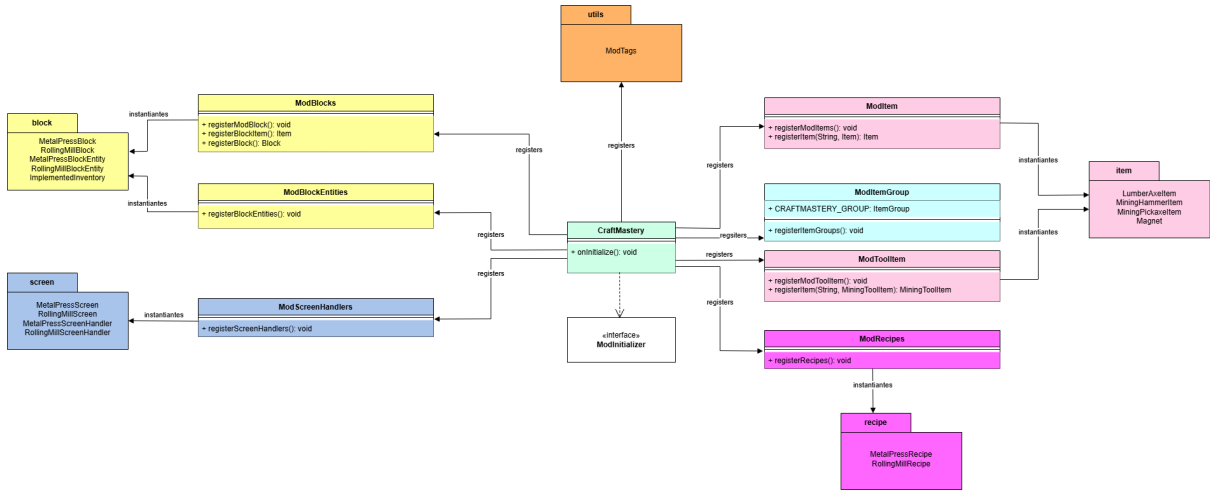 utils
ModTags
registers
block
MetalPressBlock
RollingMillBlock
MetalPressBlockEntity
RollingMillBlockEntity
ImplementedInventory
instantiantes
instantiantes
ModBlocks
+ registerModBlock(): void
+ registerBlockItem(): Item
+ registerBlock(): Block
registers
ModBlockEntities
+ registerBlockEntities(): void
registers
screen
MetalPressScreen
RollingMillScreen
MetalPressScreenHandler
RollingMillScreenHandler
instantiantes
ModScreenHandlers
+ registerScreenHandlers(): void
registers
CraftMastery
+ onInitialize(): void
«interface»
ModInitializer
registers
ModItem
+ registerModItems(): void
+ registerItem(String, Item): Item
instantiantes
regsiters
ModItemGroup
+ CRAFTMASTERY_GROUP: ItemGroup
+ registerItemGroups(): void
registers
ModToolItem
+ registerModToolItem(): void
+ registerItem(String, MiningToolItem): MiningToolItem
instantiantes
item
LumberAxeItem
MiningHammerItem
MiningPickaxeItem
Magnet
registers
ModRecipes
+ registerRecipes(): void
instantiantes
recipe
MetalPressRecipe
RollingMillRecipe